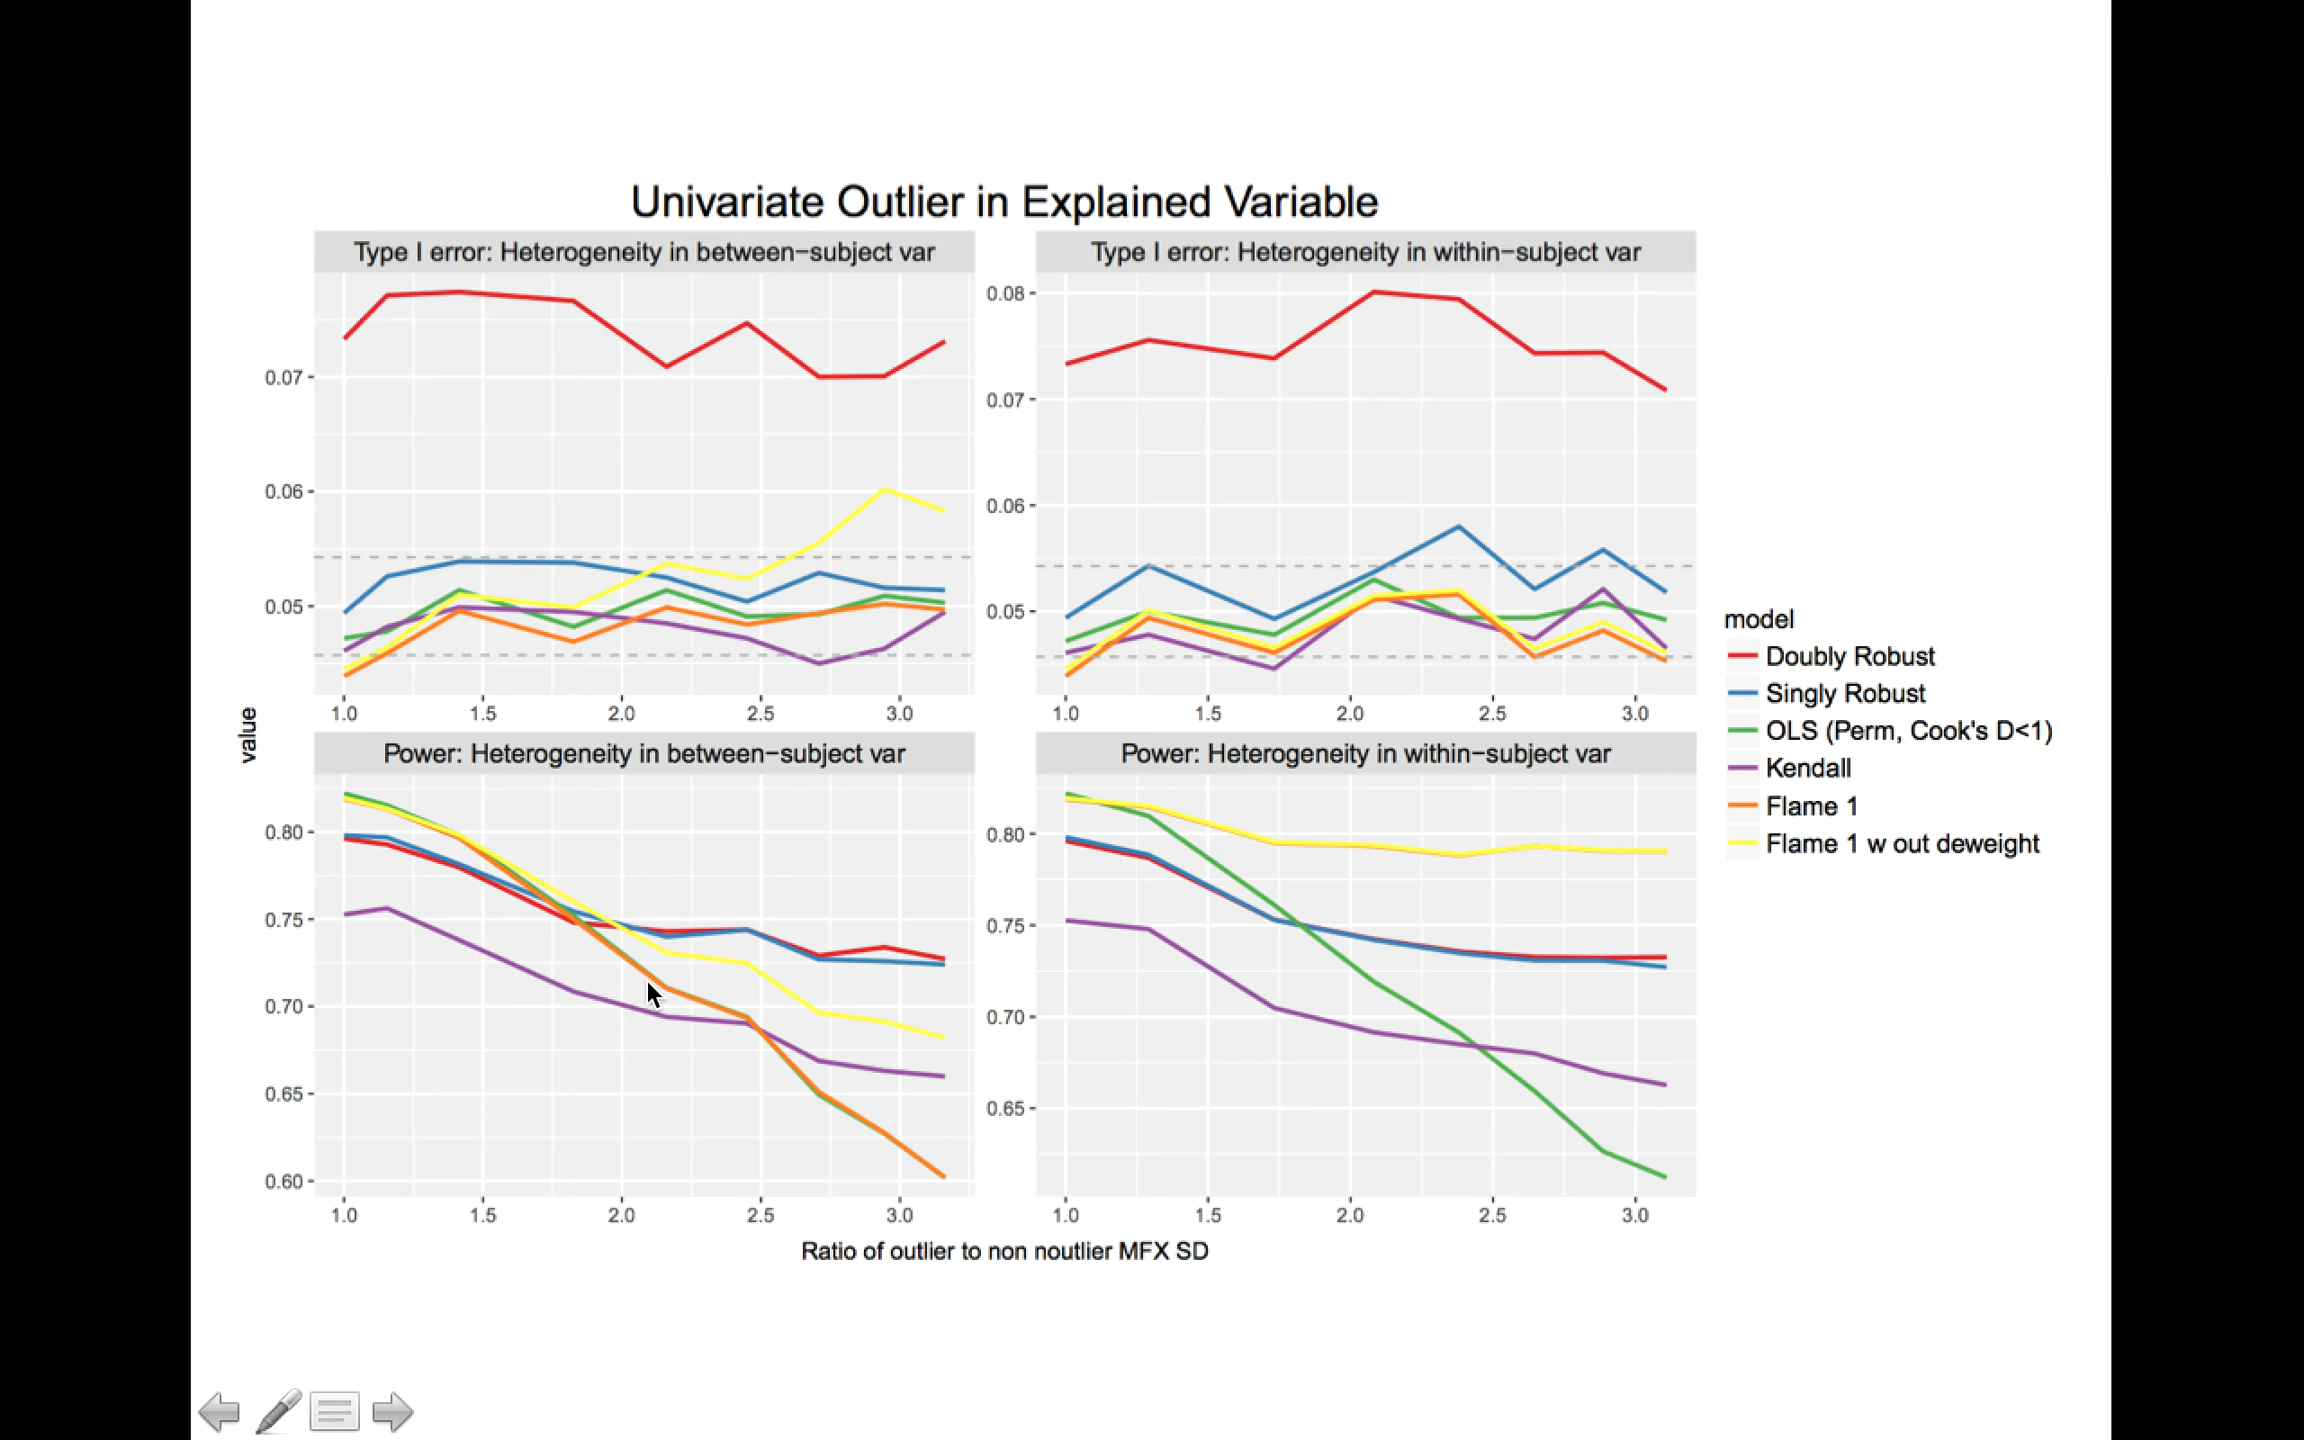 Univariate Outlier in Explained Variable
Type I error: Heterogeneity in between−subject var
0.07
0.06
0.05
1.0 1.5 2.0 2.5 3.0
Type I error: Heterogeneity in within−subject var
0.08
0.07
0.06
0.05
1.0 1.5 2.0 2.5 3.0
value
Power: Heterogeneity in between−subject var
0.80
0.75
0.70
0.65
0.60
1.0 1.5 2.0 2.5 3.0
Power: Heterogeneity in within−subject var
0.80
0.75
0.70
0.65
1.0 1.5 2.0 2.5 3.0
Ratio of outlier to non noutlier MFX SD
model
Doubly Robust
Singly Robust
OLS (Perm, Cook's D<1)
Kendall
Flame 1
Flame 1 w out deweight